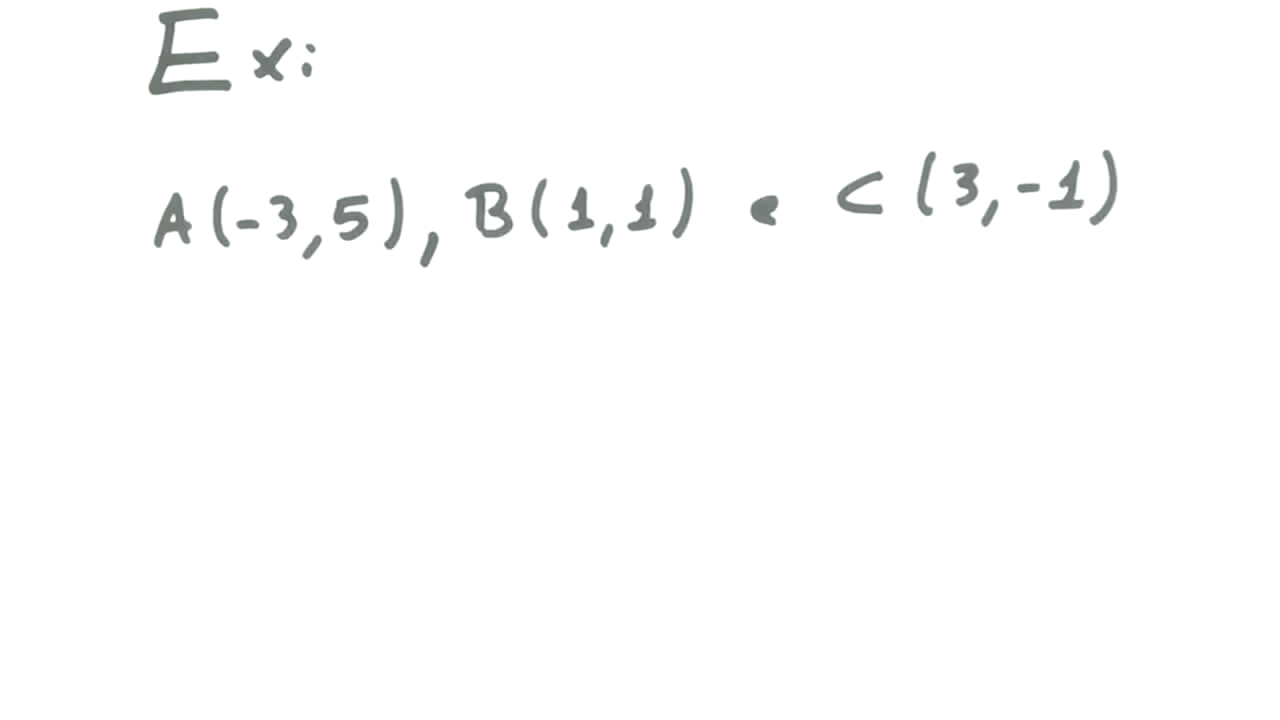 Ex:
A(-3,5), B(1,1) e C(3,-1)